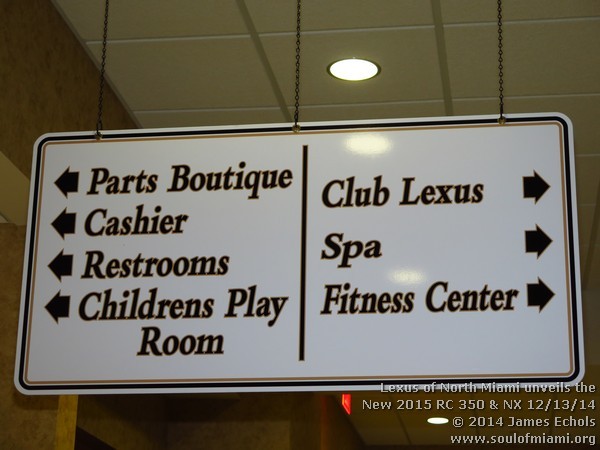 Parts Boutique
Cashier
Restrooms
Childrens Play
Room
Club Lexus
Spa
Fitness Center
Lexus of North Miami unveils the
New 2015 RC 350 & NX 12/13/14
© 2014 James Echols
www.soulofmiami.org